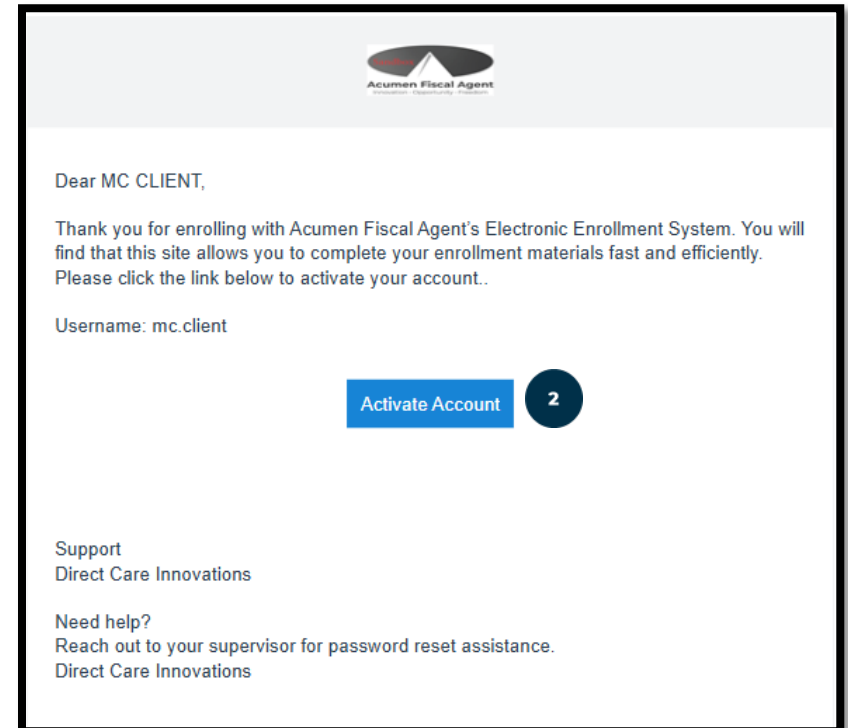 Acumen Fiscal Agent
Innovation - Opportunity - Freedom
Dear MC CLIENT,
Thank you for enrolling with Acumen Fiscal Agent’s Electronic Enrollment System. You will
find that this site allows you to complete your enrollment materials fast and efficiently.
Please click the link below to activate your account..
Username: mc.client
Activate Account
2
Support
Direct Care Innovations
Need help?
Reach out to your supervisor for password reset assistance.
Direct Care Innovations